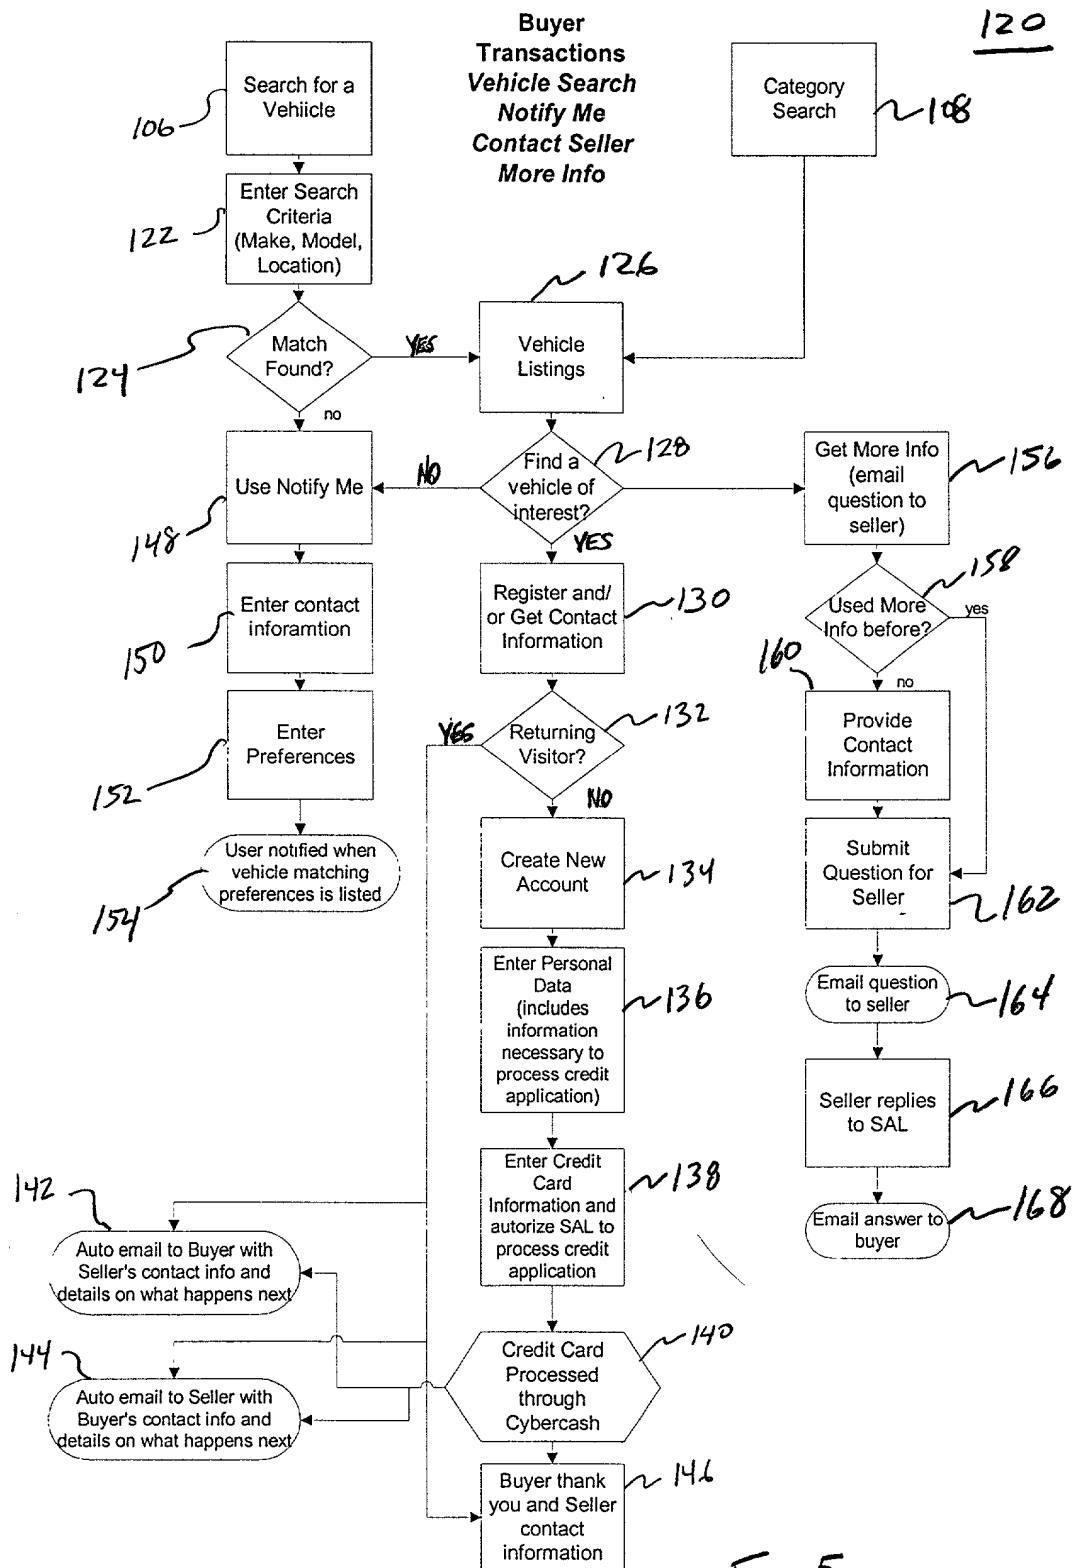 Buyer
Transactions
Vehicle Search
Notify Me
Contact Seller
More Info
120
Search for a
Vehiicle
106
Category
Search
108
Enter Search
Criteria
(Make, Model,
Location)
122
126
Match
Found?
124
YES
no
Vehicle
Listings
Find a
vehicle of
interest?
128
NO
YES
Use Notify Me
148
Get More Info
(email
question to
seller)
156
Enter contact
inforamtion
150
Register and/
or Get Contact
Information
130
Used More
Info before?
158
yes
no
160
Enter
Preferences
152
Returning
Visitor?
132
YES
NO
Provide
Contact
Information
User notified when
vehicle matching
preferences is listed
154
Create New
Account
134
Submit
Question for
Seller
162
Enter Personal
Data
(includes
information
necessary to
process credit
application)
136
Email question
to seller
164
Seller replies
to SAL
166
Enter Credit
Card
Information and
autorize SAL to
process credit
application
138
Email answer to
buyer
168
142
Auto email to Buyer with
Seller's contact info and
details on what happens next
144
Auto email to Seller with
Buyer's contact info and
details on what happens next
Credit Card
Processed
through
Cybercash
140
Buyer thank
you and Seller
contact
information
146